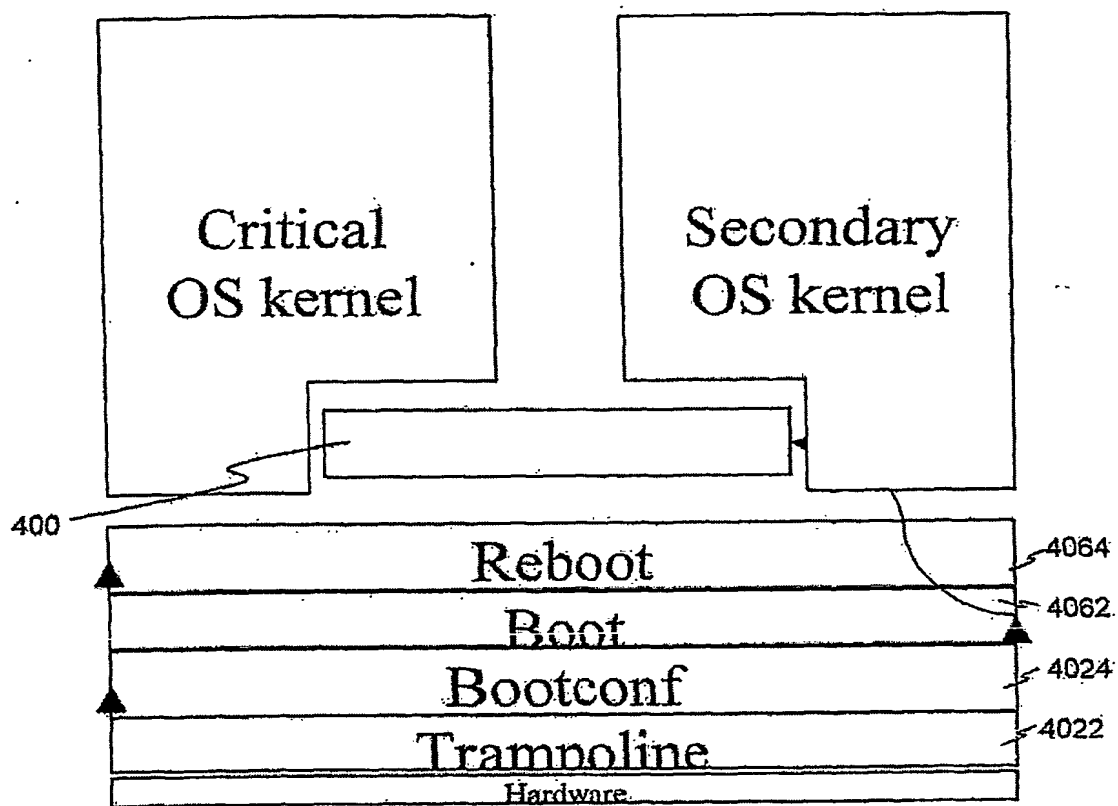 Critical
OS kernel
Secondary
OS kernel
400
Reboot
4064
Boot
4062
Bootconf
4024
Trampoline
4022
Hardware